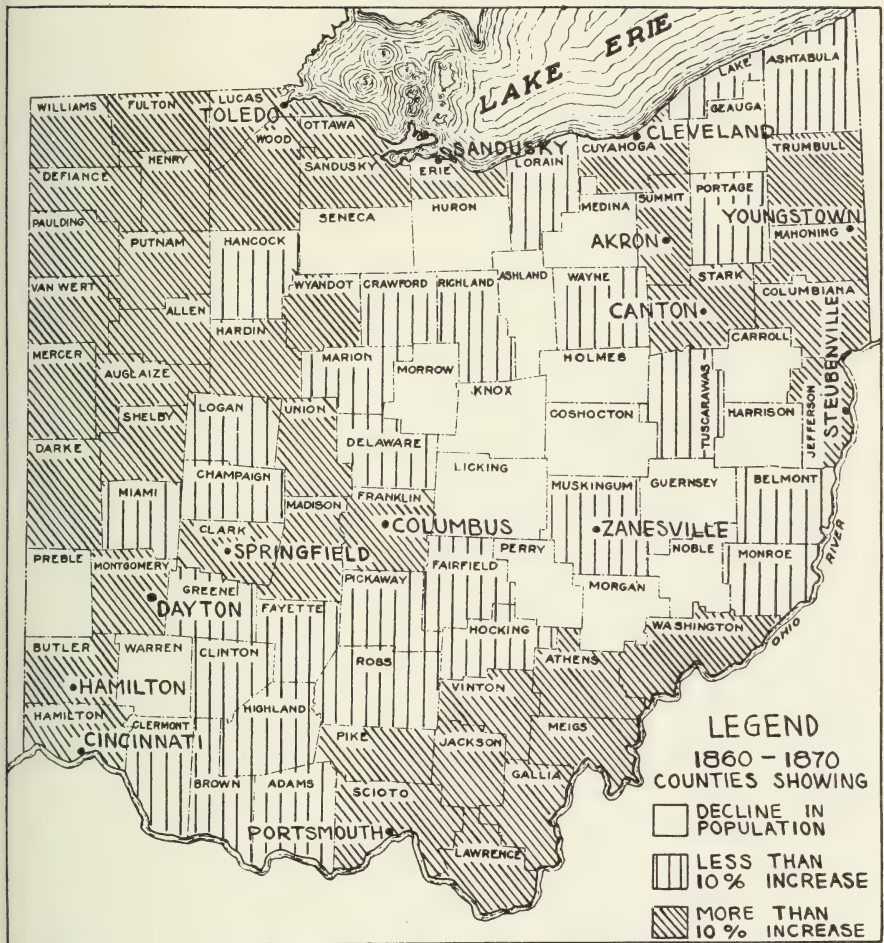 LAKE ERIE
ASHTABULA
LAKE
GEAUGA
WILLIAMS
FULTON
LUCAS
TOLEDO
OTTAWA
WOOD
SANDUSKY
CLEVELAND
CUYAHOGA
TRUMBULL
HENRY
SANDUSKY
ERIE
LORAIN
DEFIANCE
SENECA
HURON
MEDINA
SUMMIT
PORTAGE
YOUNGSTOWN
MAHONING
PAULDING
PUTNAM
HANCOCK
AKRON
VAN WERT
WYANDOT
CRAWFORD
RICHLAND
ASHLAND
WAYNE
STARK
COLUMBIANA
ALLEN
CANTON
HARDIN
CARROLL
MERCER
AUGLAIZE
MARION
MORROW
HOLMES
TUSCARAWAS
JEFFERSON
STEUBENVILLE
KNOX
SHELBY
LOGAN
UNION
COSHOCTON
HARRISON
DARKE
DELAWARE
LICKING
CHAMPAIGN
MIAMI
MUSKINGUM
GUERNSEY
BELMONT
MADISON
FRANKLIN
COLUMBUS
CLARK
SPRINGFIELD
ZANESVILLE
PREBLE
MONTGOMERY
PERRY
NOBLE
MONROE
FAIRFIELD
PICKAWAY
MORGAN
GREENE
DAYTON
FAYETTE
HOCKING
WASHINGTON
OHIO RIVER
BUTLER
WARREN
CLINTON
ROSS
ATHENS
HAMILTON
VINTON
HAMILTON
CLERMONT
HIGHLAND
MEIGS
CINCINNATI
PIKE
JACKSON
GALLIA
BROWN
ADAMS
SCIOTO
PORTSMOUTH
LAWRENCE
LEGEND
1860 – 1870
COUNTIES SHOWING
DECLINE IN
POPULATION
LESS THAN
10% INCREASE
MORE THAN
10% INCREASE